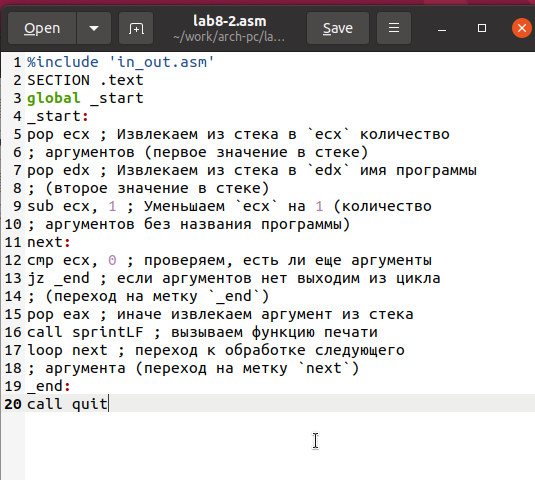 Open
lab8-2.asm
~/work/arch-pc/la...
Save
1 %include 'in_out.asm'
2 SECTION .text
3 global _start
4 _start:
5 pop ecx ; Извлекаем из стека в `ecx` количество
6 ; аргументов (первое значение в стеке)
7 pop edx ; Извлекаем из стека в `edx` имя программы
8 ; (второе значение в стеке)
9 sub ecx, 1 ; Уменьшаем `ecx` на 1 (количество
10 ; аргументов без названия программы)
11 next:
12 cmp ecx, 0 ; проверяем, есть ли еще аргументы
13 jz _end ; если аргументов нет выходим из цикла
14 ; (переход на метку `_end`)
15 pop eax ; иначе извлекаем аргумент из стека
16 call sprintLF ; вызываем функцию печати
17 loop next ; переход к обработке следующего
18 ; аргумента (переход на метку `next`)
19 _end:
20 call quit